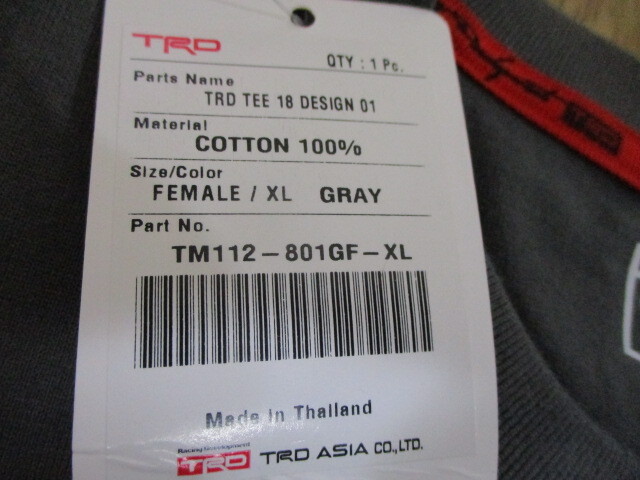 TRD
QTY : 1 Pc.
Parts Name
TRD TEE 18 DESIGN 01
Material
COTTON 100%
Size/Color
FEMALE / XL GRAY
Part No.
TM112-801GF-XL
Made in Thailand
Racing Development
TRD TRD ASIA CO.,LTD.
TRD